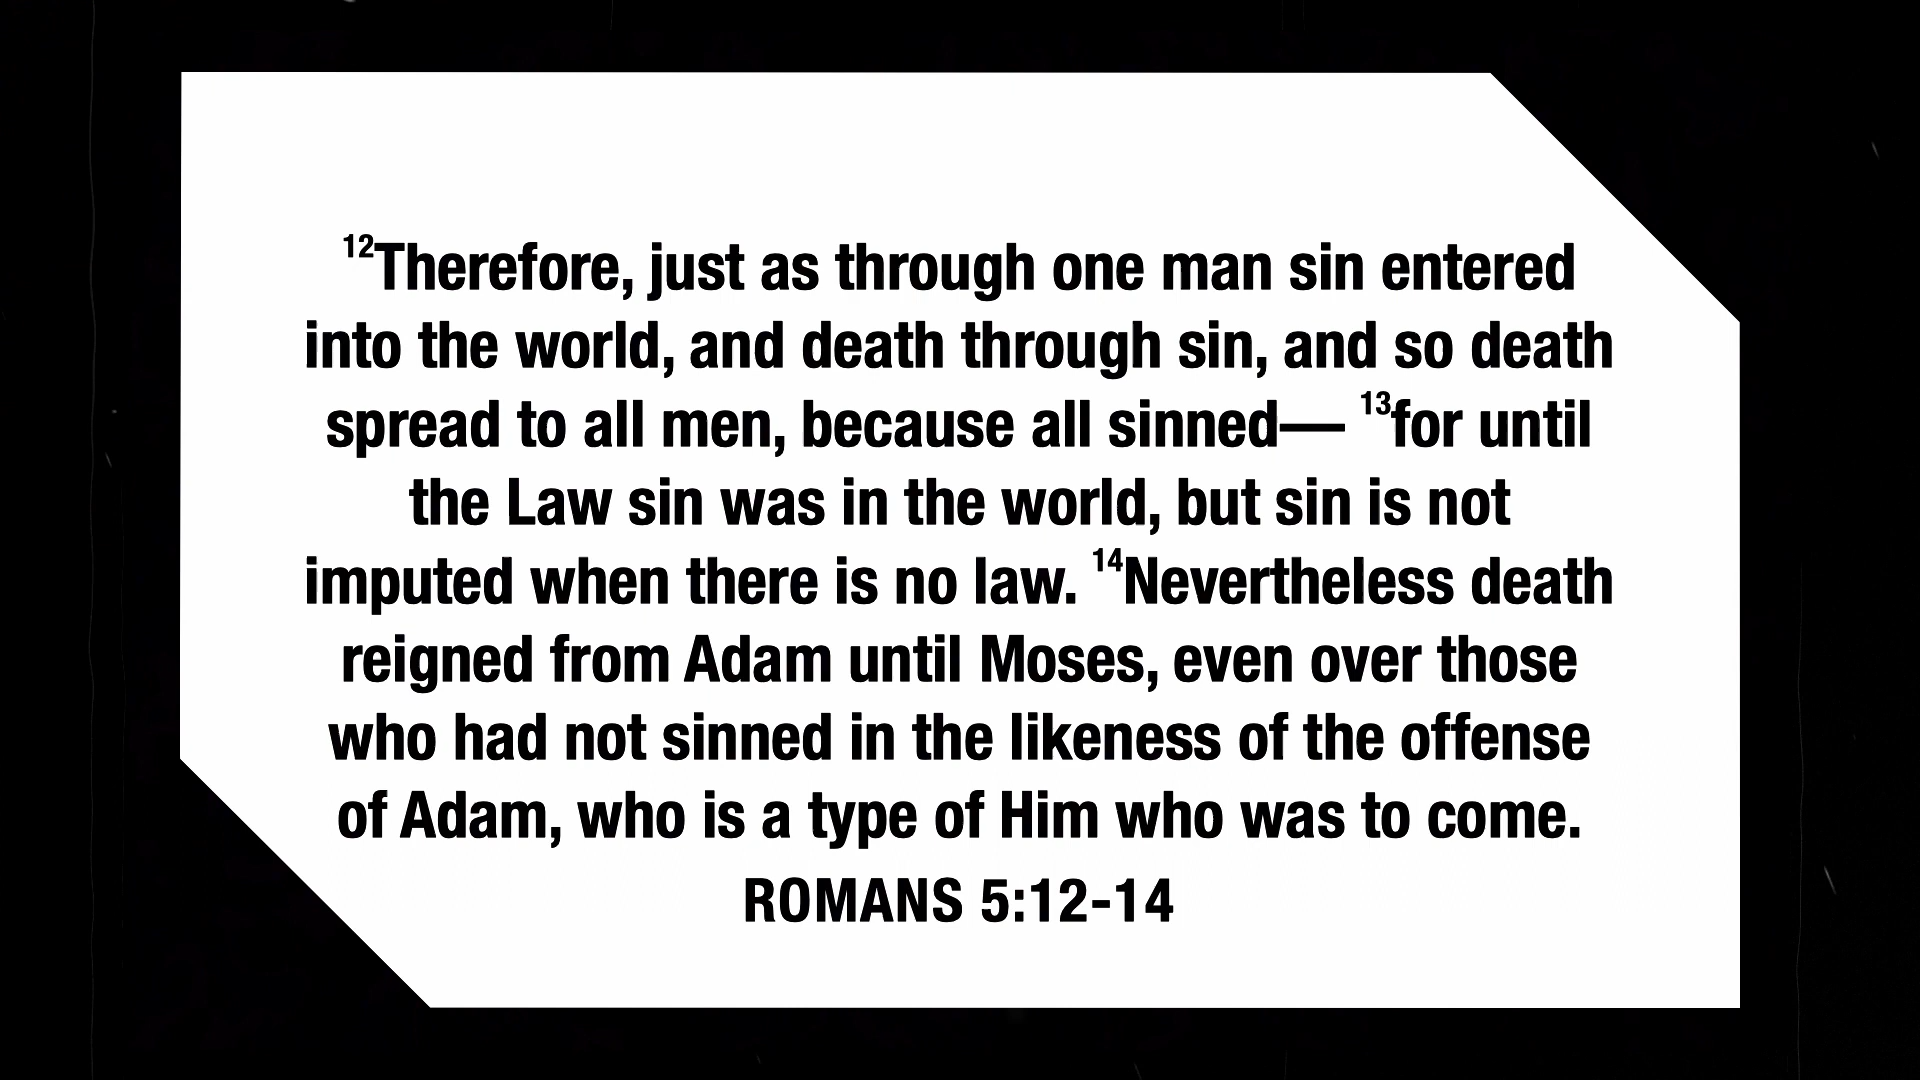 12Therefore, just as through one man sin entered
into the world, and death through sin, and so death
spread to all men, because all sinned— 13for until
the Law sin was in the world, but sin is not
imputed when there is no law. 14Nevertheless death
reigned from Adam until Moses, even over those
who had not sinned in the likeness of the offense
of Adam, who is a type of Him who was to come.
ROMANS 5:12-14